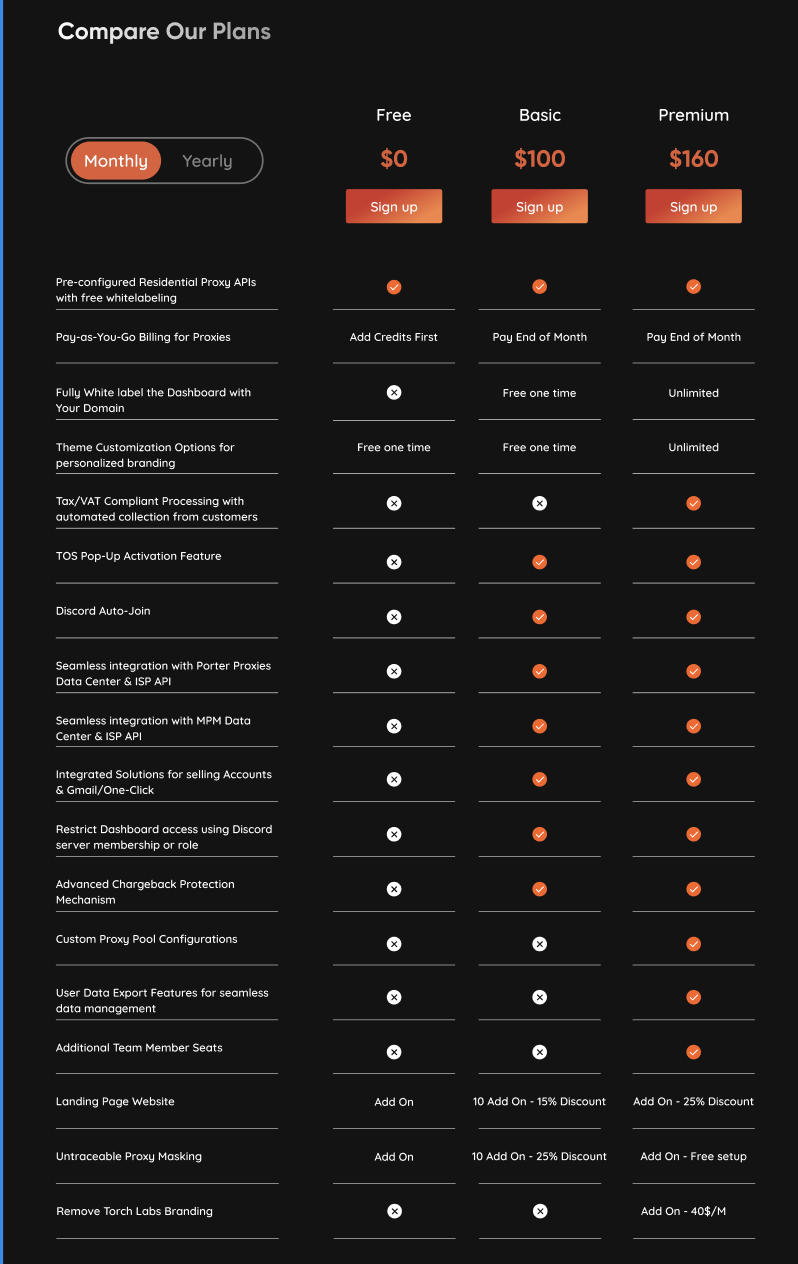 Compare Our Plans
Free Basic Premium
Monthly Yearly
$0 $100 $160
Sign up Sign up Sign up
Pre-configured Residential Proxy APIs
with free whitelabeling
Pay-as-You-Go Billing for Proxies Add Credits First Pay End of Month Pay End of Month
Fully White label the Dashboard with
Your Domain
Free one time Unlimited
Theme Customization Options for
personalized branding
Free one time Free one time Unlimited
Tax/VAT Compliant Processing with
automated collection from customers
TOS Pop-Up Activation Feature
Discord Auto-Join
Seamless integration with Porter Proxies
Data Center & ISP API
Seamless integration with MPM Data
Center & ISP API
Integrated Solutions for selling Accounts
& Gmail/One-Click
Restrict Dashboard access using Discord
server membership or role
Advanced Chargeback Protection
Mechanism
Custom Proxy Pool Configurations
User Data Export Features for seamless
data management
Additional Team Member Seats
Landing Page Website Add On 10 Add On - 15% Discount Add On - 25% Discount
Untraceable Proxy Masking Add On 10 Add On - 25% Discount Add On - Free setup
Remove Torch Labs Branding Add On - 40$/M